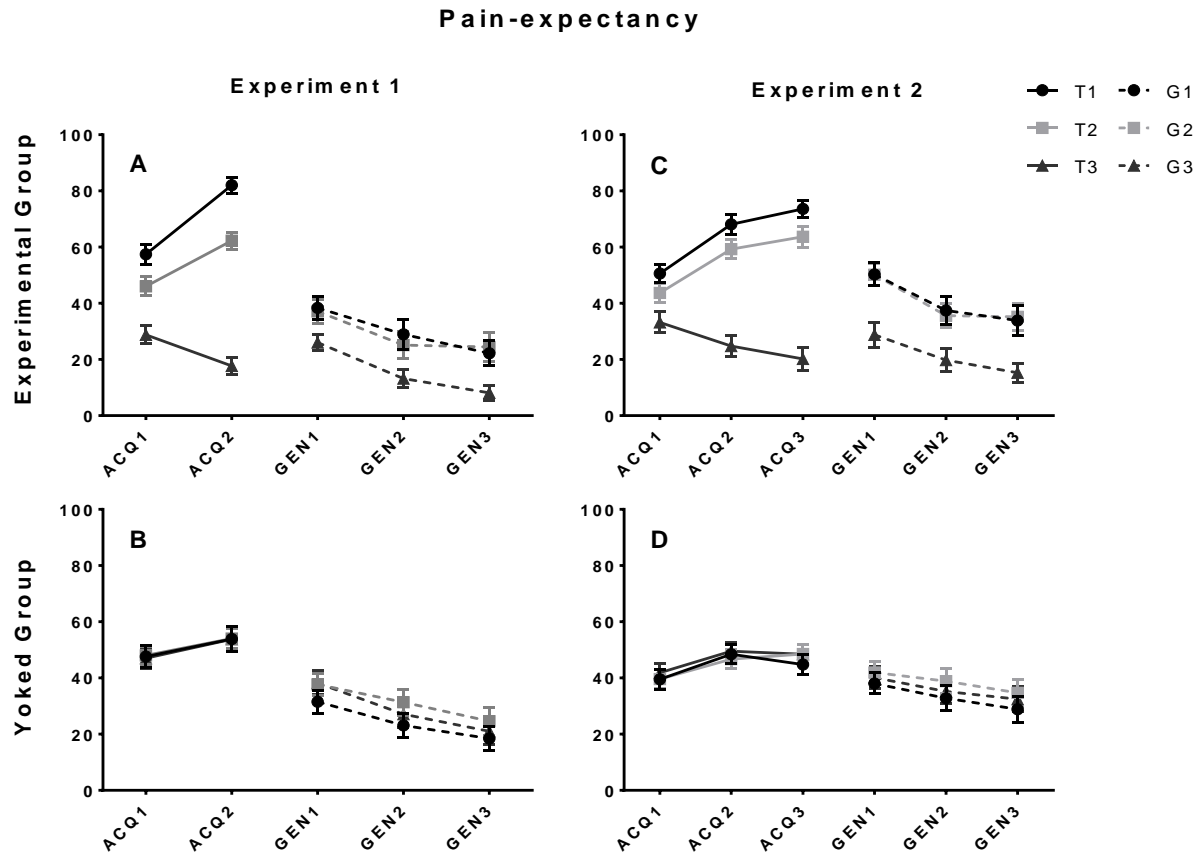 Pain-expectancy
Experiment 1
Experiment 2
T1 G1
T2 G2
T3 G3
Experimental Group
A
100
80
60
40
20
0
ACQ1 ACQ2 GEN1 GEN2 GEN3
C
100
80
60
40
20
0
ACQ1 ACQ2 ACQ3 GEN1 GEN2 GEN3
Yoked Group
B
100
80
60
40
20
0
ACQ1 ACQ2 GEN1 GEN2 GEN3
D
100
80
60
40
20
0
ACQ1 ACQ2 ACQ3 GEN1 GEN2 GEN3